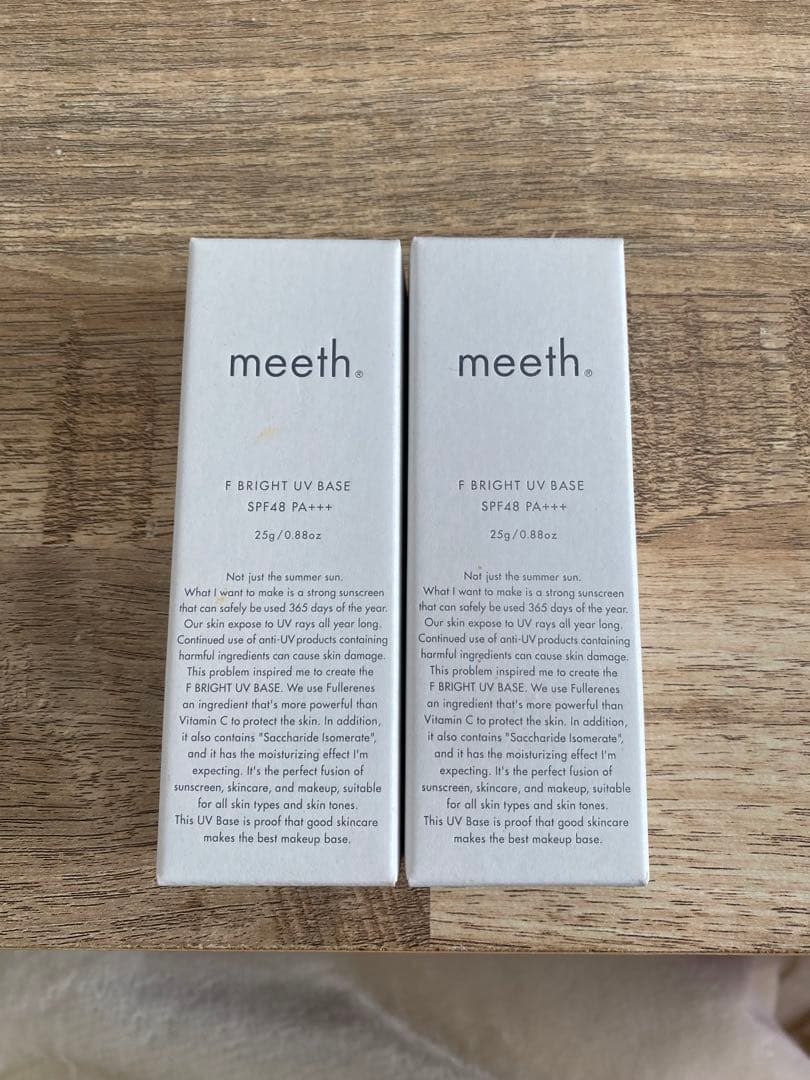 meeth®
F BRIGHT UV BASE
SPF48 PA+++
25g/0.88oz
Not just the summer sun.
What I want to make is a strong sunscreen
that can safely be used 365 days of the year.
Our skin expose to UV rays all year long.
Continued use of anti-UV products containing
harmful ingredients can cause skin damage.
This problem inspired me to create the
F BRIGHT UV BASE. We use Fullerenes
an ingredient that's more powerful than
Vitamin C to protect the skin. In addition,
it also contains "Saccharide Isomerate",
and it has the moisturizing effect I'm
expecting. It's the perfect fusion of
sunscreen, skincare, and makeup, suitable
for all skin types and skin tones.
This UV Base is proof that good skincare
makes the best makeup base.
meeth®
F BRIGHT UV BASE
SPF48 PA+++
25g/0.88oz
Not just the summer sun.
What I want to make is a strong sunscreen
that can safely be used 365 days of the year.
Our skin expose to UV rays all year long.
Continued use of anti-UV products containing
harmful ingredients can cause skin damage.
This problem inspired me to create the
F BRIGHT UV BASE. We use Fullerenes
an ingredient that's more powerful than
Vitamin C to protect the skin. In addition,
it also contains "Saccharide Isomerate",
and it has the moisturizing effect I'm
expecting. It's the perfect fusion of
sunscreen, skincare, and makeup, suitable
for all skin types and skin tones.
This UV Base is proof that good skincare
makes the best makeup base.